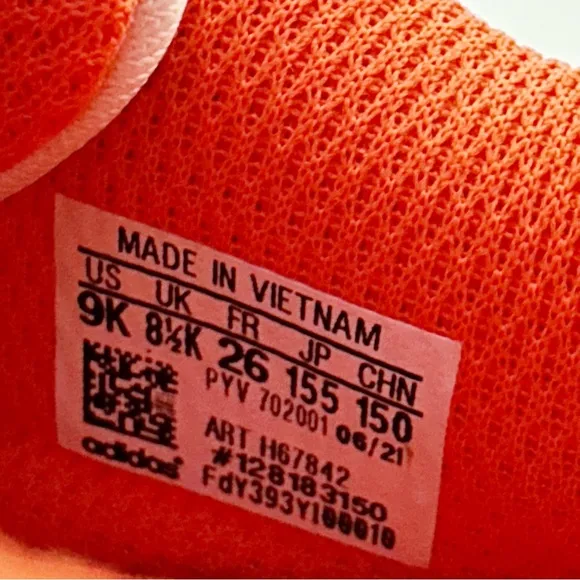 MADE IN VIETNAM
US UK FR JP CHN
9K 8½K 26 155 150
PYV 702001 06/21
ART H67842
#128183150
adidas FdY393Y100010